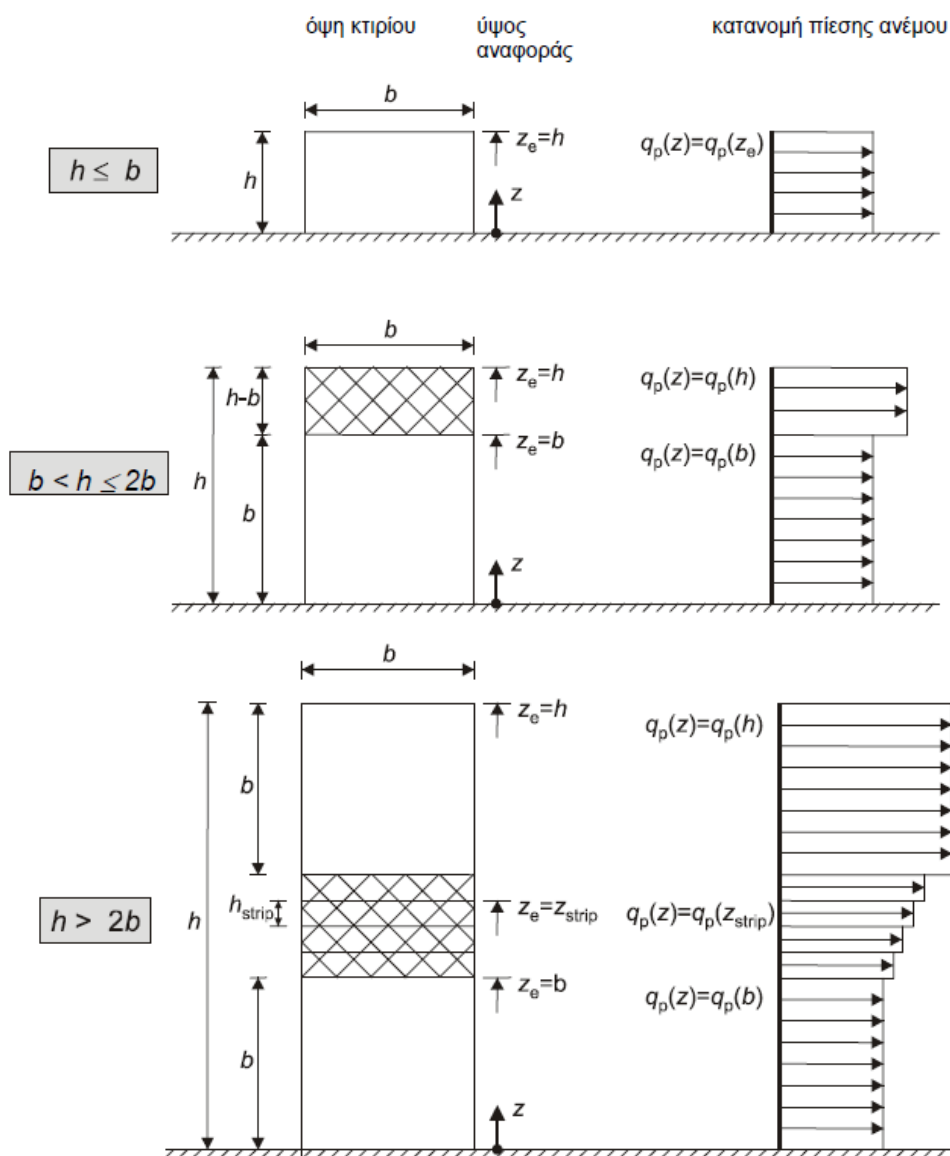 όψη κτιρίου ύψος αναφοράς κατανομή πίεσης ανέμου
b
h ≤ b
h
z_e=h
z
q_p(z)=q_p(z_e)
b
b < h ≤ 2b
h
h-b
b
z_e=h
z_e=b
z
q_p(z)=q_p(h)
q_p(z)=q_p(b)
b
h > 2b
h
b
h_strip
b
z_e=h
z_e=z_strip
z_e=b
z
q_p(z)=q_p(h)
q_p(z)=q_p(z_strip)
q_p(z)=q_p(b)